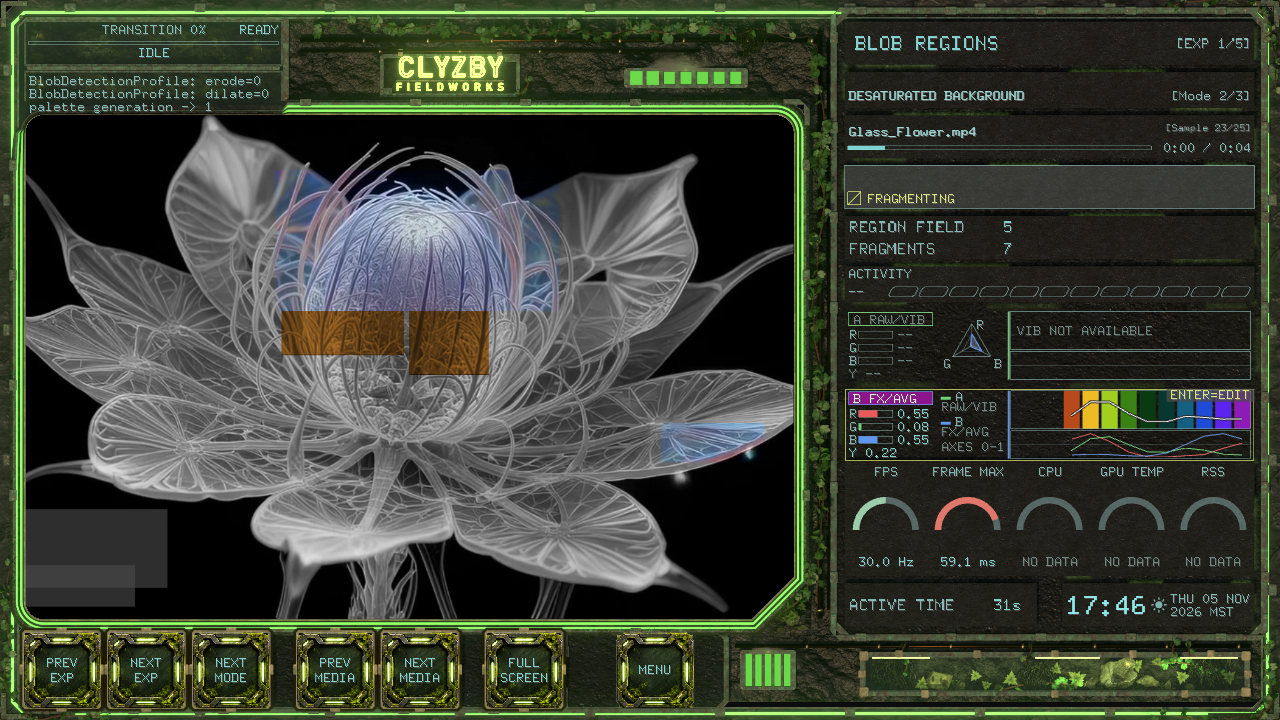 TRANSITION 0% READY
IDLE
BlobDetectionProfile: erode=0
BlobDetectionProfile: dilate=0
palette generation -> 1
CLYZBY
FIELDWORKS
BLOB REGIONS [EXP 1/5]
DESATURATED BACKGROUND [Mode 2/3]
Glass_Flower.mp4 [Sample 23/25]
0:00 / 0:04
FRAGMENTING
REGION FIELD 5
FRAGMENTS 7
ACTIVITY
--
A RAW/VIB
R --
G --
B --
Y --
R
G B
VIB NOT AVAILABLE
B FX/AVG
R 0.55
G 0.08
B 0.55
Y 0.22
A
RAW/VIB
B
FX/AVG
AXES 0-1
ENTER=EDIT
FPS FRAME MAX CPU GPU TEMP RSS
30.0 Hz 59.1 ms NO DATA NO DATA NO DATA
ACTIVE TIME 31s
17:46 THU 05 NOV
2026 MST
PREV
EXP
NEXT
EXP
NEXT
MODE
PREV
MEDIA
NEXT
MEDIA
FULL
SCREEN
MENU